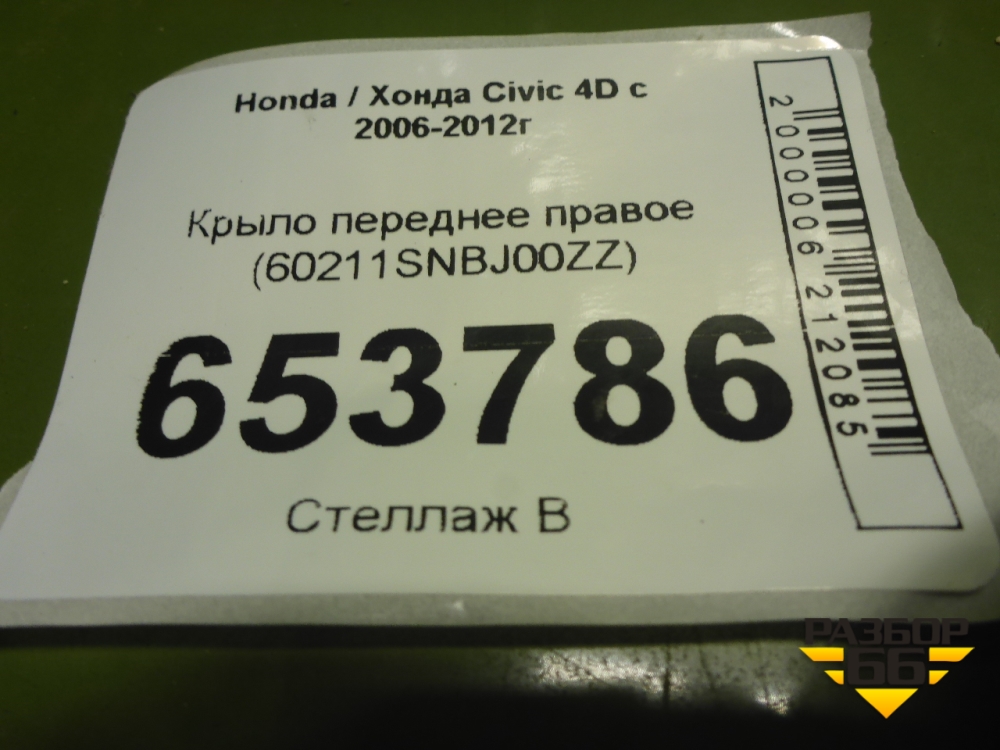 Honda / Хонда Civic 4D с
2006-2012г
Крыло переднее правое
(60211SNBJ00ZZ)
653786
Стеллаж В
2000006212085
РАЗБОР
66